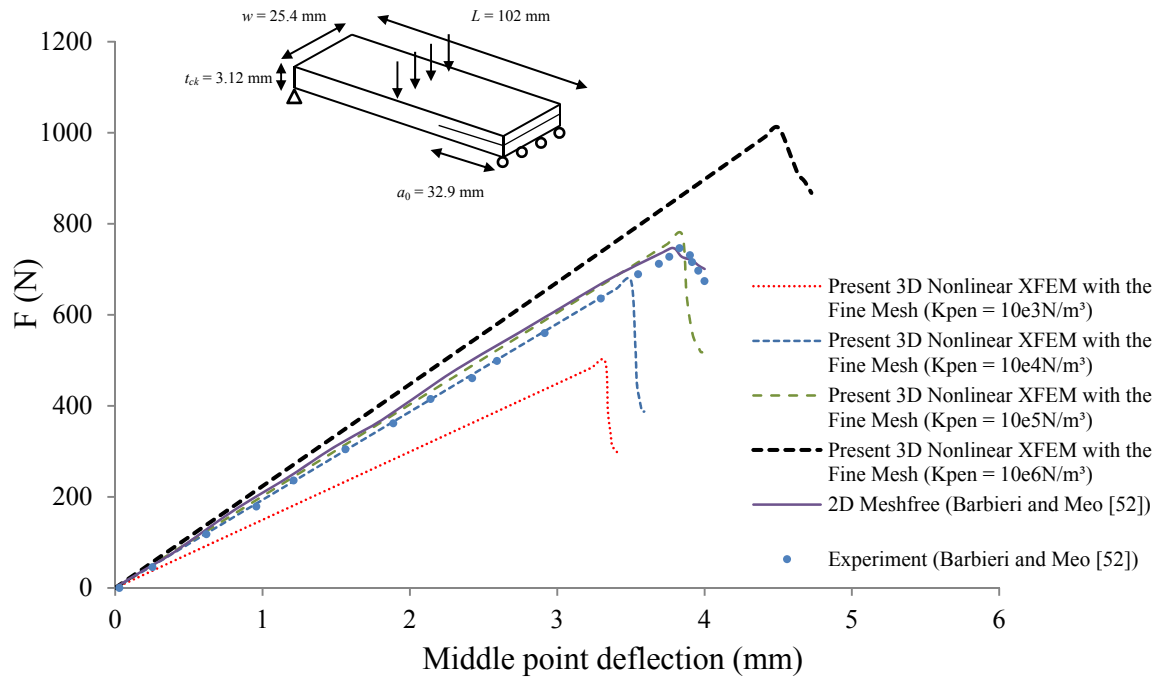 w = 25.4 mm
L = 102 mm
t_ck = 3.12 mm
a₀ = 32.9 mm
F (N)
1200
1000
800
600
400
200
0
0
1
2
3
4
5
6
Middle point deflection (mm)
Present 3D Nonlinear XFEM with the
Fine Mesh (Kpen = 10e3N/m³)
Present 3D Nonlinear XFEM with the
Fine Mesh (Kpen = 10e4N/m³)
Present 3D Nonlinear XFEM with the
Fine Mesh (Kpen = 10e5N/m³)
Present 3D Nonlinear XFEM with the
Fine Mesh (Kpen = 10e6N/m³)
2D Meshfree (Barbieri and Meo [52])
Experiment (Barbieri and Meo [52])